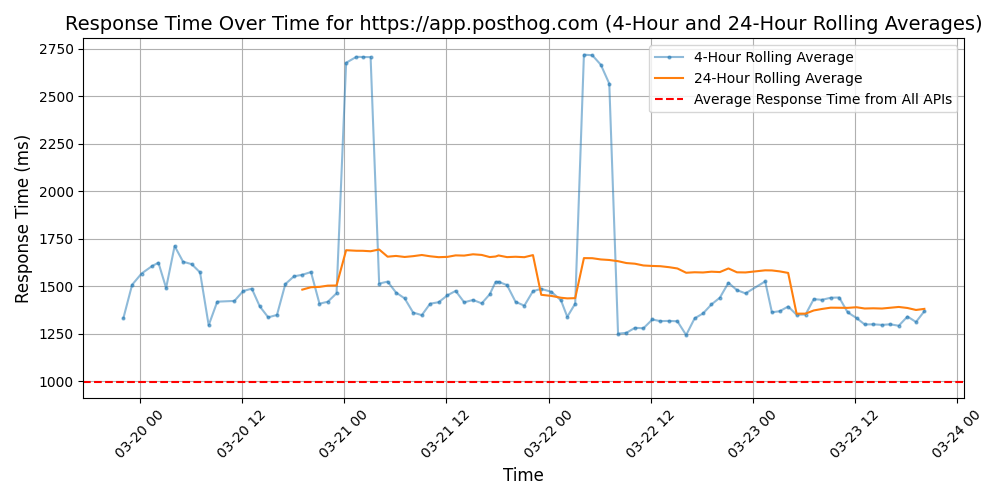 Response Time Over Time for https://app.posthog.com (4-Hour and 24-Hour Rolling Averages)
4-Hour Rolling Average
24-Hour Rolling Average
Average Response Time from All APIs
Response Time (ms)
2750
2500
2250
2000
1750
1500
1250
1000
03-20 00
03-20 12
03-21 00
03-21 12
03-22 00
03-22 12
03-23 00
03-23 12
03-24 00
Time